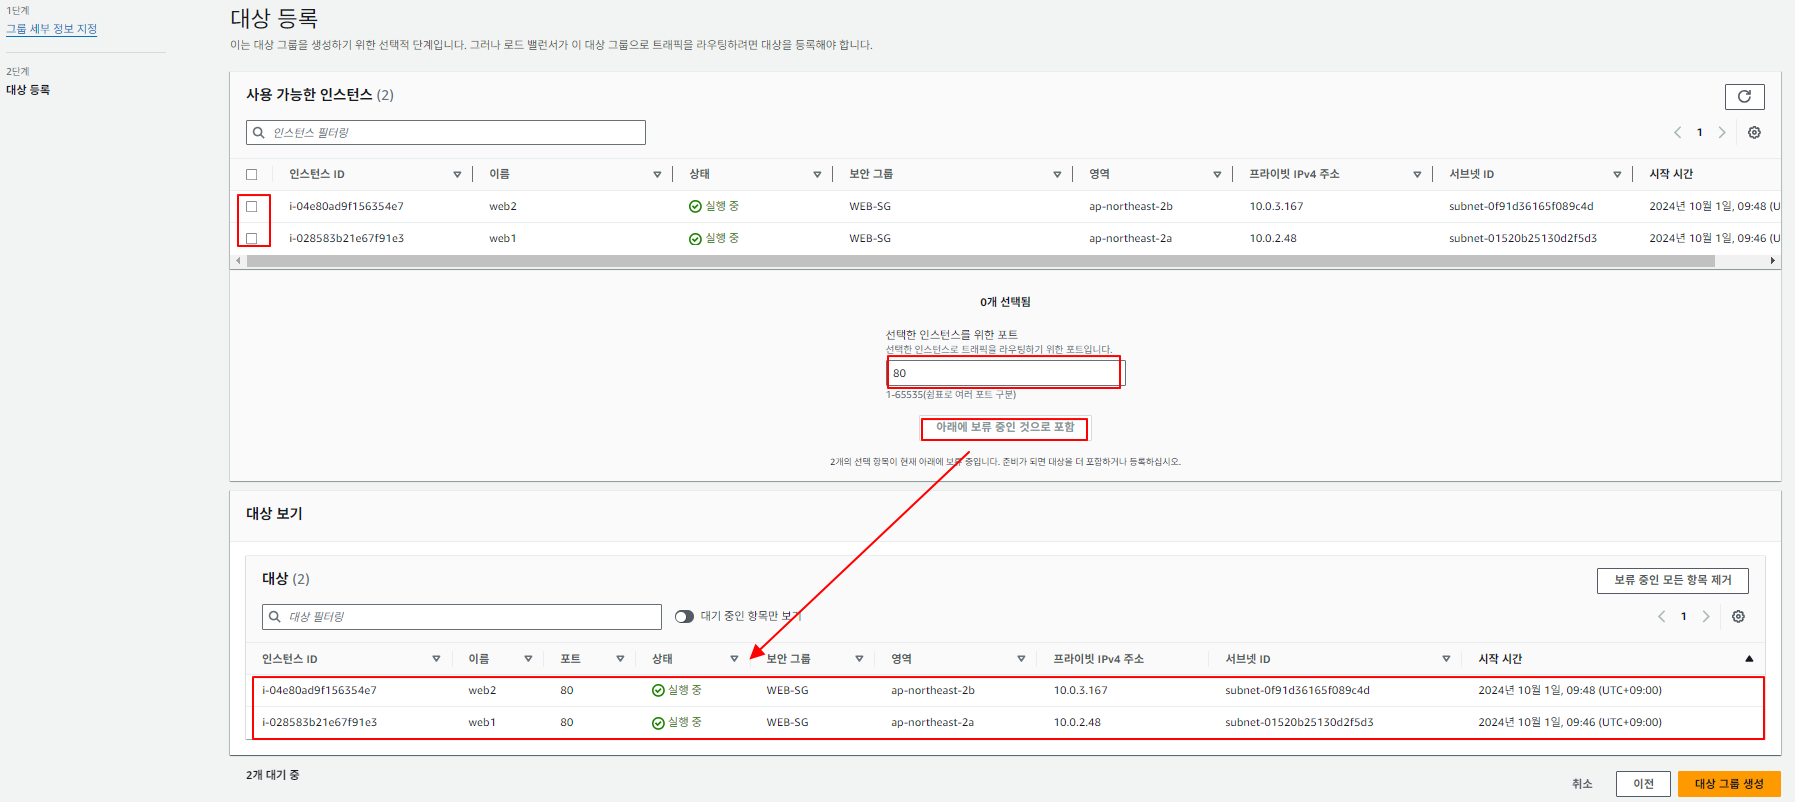 1단계
그룹 세부 정보 지정
2단계
대상 등록
대상 등록
이는 대상 그룹을 생성하기 위한 선택적 단계입니다. 그러나 로드 밸런서가 이 대상 그룹으로 트래픽을 라우팅하려면 대상을 등록해야 합니다.
사용 가능한 인스턴스 (2)
인스턴스 필터링
1
인스턴스 ID 이름 상태 보안 그룹 영역 프라이빗 IPv4 주소 서브넷 ID 시작 시간
i-04e80ad9f156354e7 web2 실행 중 WEB-SG ap-northeast-2b 10.0.3.167 subnet-0f91d36165f089c4d 2024년 10월 1일, 09:48 (U
i-028583b21e67f91e3 web1 실행 중 WEB-SG ap-northeast-2a 10.0.2.48 subnet-01520b25130d2f5d3 2024년 10월 1일, 09:46 (U
0개 선택됨
선택한 인스턴스를 위한 포트
선택한 인스턴스로 트래픽을 라우팅하기 위한 포트입니다.
80
1-65535(쉼표로 여러 포트 구분)
아래에 보류 중인 것으로 포함
2개의 선택 항목이 현재 아래에 보류 중입니다. 준비가 되면 대상을 더 포함하거나 등록하십시오.
대상 보기
대상 (2)
보류 중인 모든 항목 제거
대상 필터링
대기 중인 항목만 보기
1
인스턴스 ID 이름 포트 상태 보안 그룹 영역 프라이빗 IPv4 주소 서브넷 ID 시작 시간
i-04e80ad9f156354e7 web2 80 실행 중 WEB-SG ap-northeast-2b 10.0.3.167 subnet-0f91d36165f089c4d 2024년 10월 1일, 09:48 (UTC+09:00)
i-028583b21e67f91e3 web1 80 실행 중 WEB-SG ap-northeast-2a 10.0.2.48 subnet-01520b25130d2f5d3 2024년 10월 1일, 09:46 (UTC+09:00)
2개 대기 중
취소 이전 대상 그룹 생성